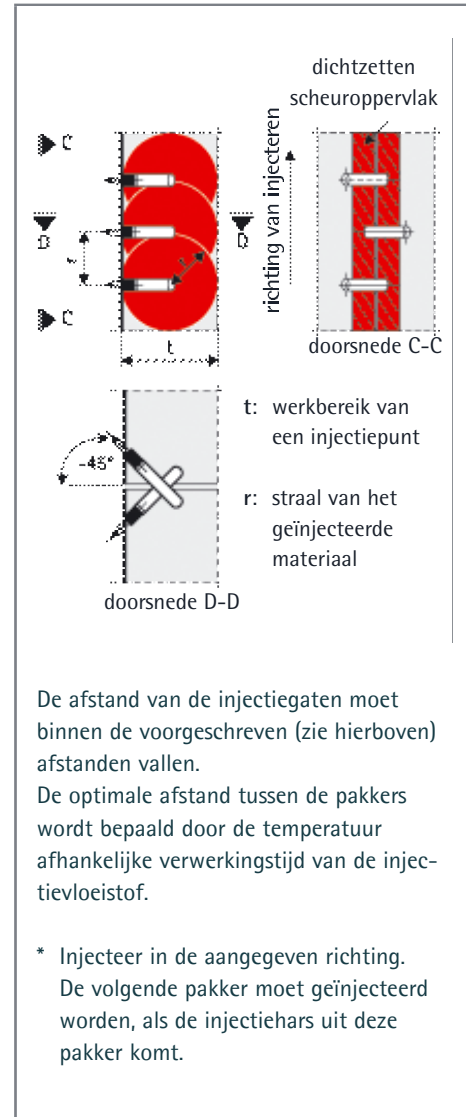 dichtzetten
scheuroppervlak
richting van injecteren
C
D
D
r
C
t
doorsnede C-C
-45°
t: werkbereik van
een injectiepunt
r: straal van het
geïnjecteerde
materiaal
doorsnede D-D
De afstand van de injectiegaten moet
binnen de voorgeschreven (zie hierboven)
afstanden vallen.
De optimale afstand tussen de pakkers
wordt bepaald door de temperatuur
afhankelijke verwerkingstijd van de injec-
tievloeistof.
* Injecteer in de aangegeven richting.
De volgende pakker moet geïnjecteerd
worden, als de injectiehars uit deze
pakker komt.